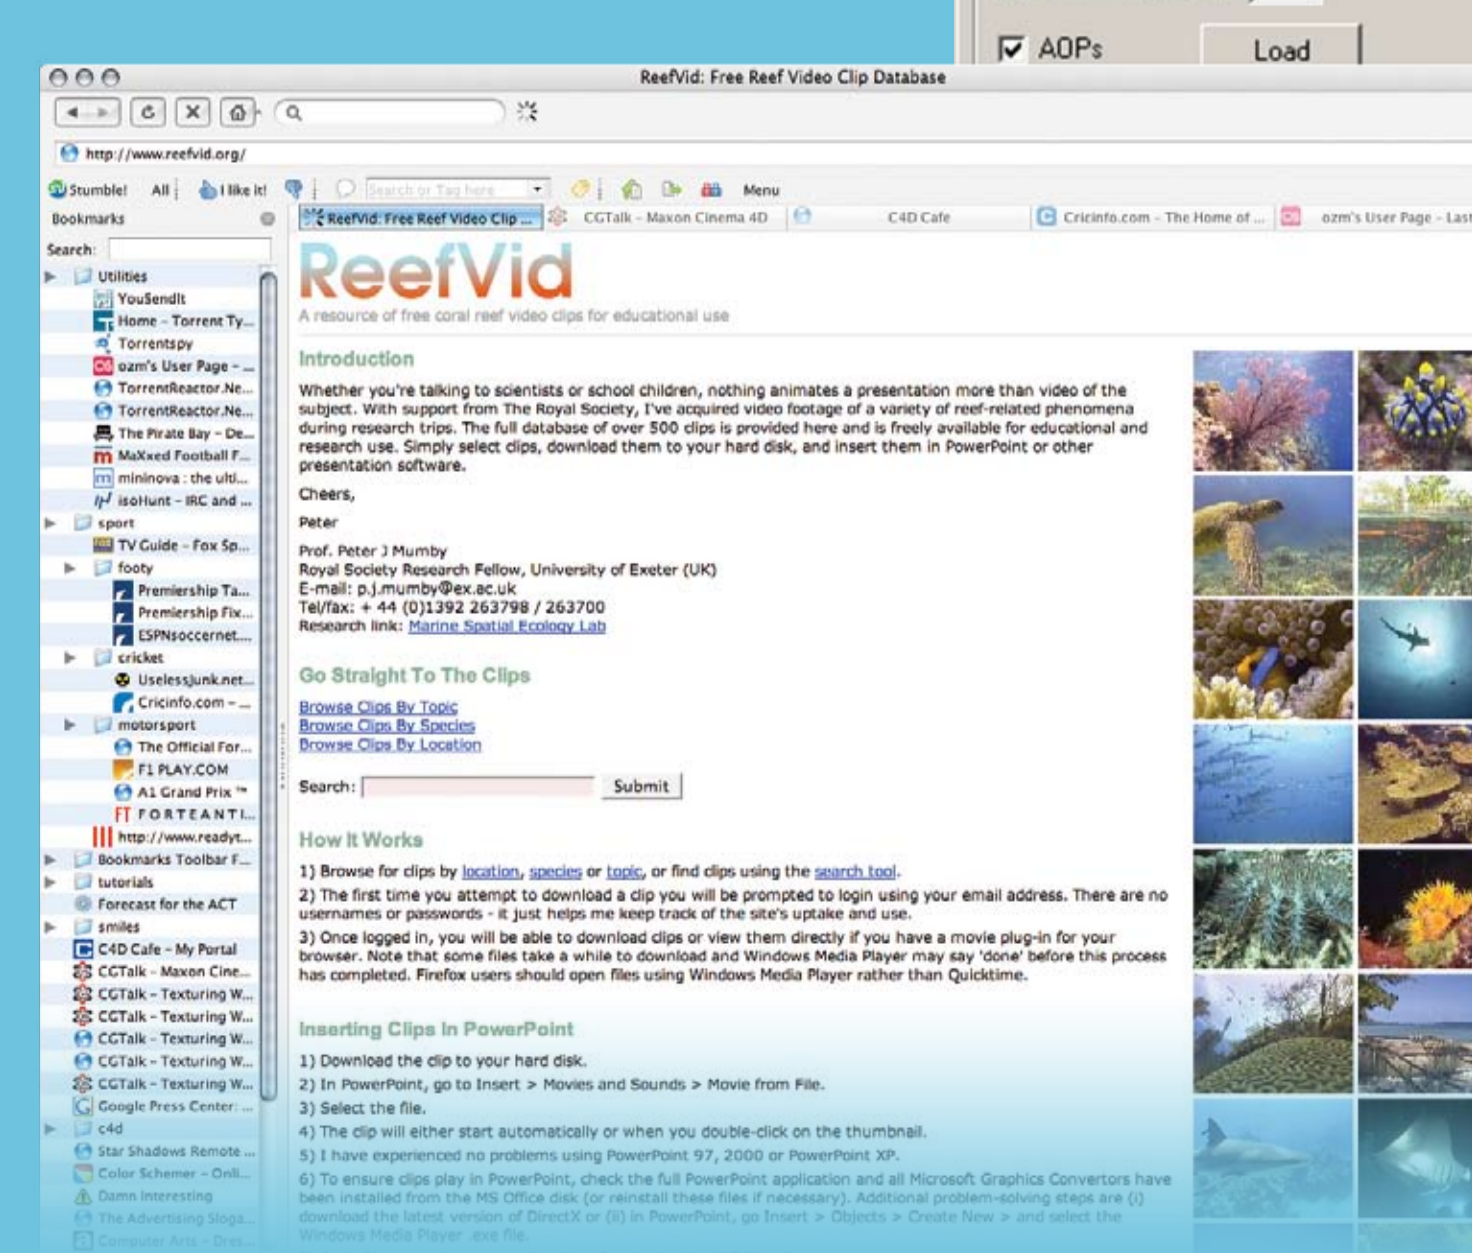 AOPs
Load
ReefVid: Free Reef Video Clip Database
http://www.reefvid.org/
Stumble! All I like it! Search or Tag here Menu
Bookmarks
ReefVid: Free Reef Video Clip ... CGTalk - Maxon Cinema 4D C4D Cafe Cricinfo.com - The Home of ... ozm's User Page - Last
Search:
Utilities
YouSendIt
Home - Torrent Ty...
Torrentspy
ozm's User Page - ...
TorrentReactor.Ne...
TorrentReactor.Ne...
The Pirate Bay - De...
MaXxed Football F...
mininova : the ulti...
isoHunt - IRC and ...
sport
TV Guide - Fox Sp...
footy
Premiership Ta...
Premiership Fix...
ESPNsoccernet....
cricket
UselessJunk.net...
Cricinfo.com - ...
motorsport
The Official For...
F1 PLAY.COM
A1 Grand Prix ™
FORTEANTI...
http://www.readyt...
Bookmarks Toolbar F...
tutorials
Forecast for the ACT
smiles
C4D Cafe - My Portal
CGTalk - Maxon Cine...
CGTalk - Texturing W...
CGTalk - Texturing W...
CGTalk - Texturing W...
CGTalk - Texturing W...
CGTalk - Texturing W...
Google Press Center: ...
c4d
Star Shadows Remote ...
Color Schemer - Onli...
Damn Interesting
The Advertising Sloga...
Computer Arts - Dres...
ReefVid
A resource of free coral reef video clips for educational use
Introduction
Whether you're talking to scientists or school children, nothing animates a presentation more than video of the
subject. With support from The Royal Society, I've acquired video footage of a variety of reef-related phenomena
during research trips. The full database of over 500 clips is provided here and is freely available for educational and
research use. Simply select clips, download them to your hard disk, and insert them in PowerPoint or other
presentation software.
Cheers,
Peter
Prof. Peter J Mumby
Royal Society Research Fellow, University of Exeter (UK)
E-mail: p.j.mumby@ex.ac.uk
Tel/fax: + 44 (0)1392 263798 / 263700
Research link: Marine Spatial Ecology Lab
Go Straight To The Clips
Browse Clips By Topic
Browse Clips By Species
Browse Clips By Location
Search: Submit
How It Works
1) Browse for clips by location, species or topic, or find clips using the search tool.
2) The first time you attempt to download a clip you will be prompted to login using your email address. There are no
usernames or passwords - it just helps me keep track of the site's uptake and use.
3) Once logged in, you will be able to download clips or view them directly if you have a movie plug-in for your
browser. Note that some files take a while to download and Windows Media Player may say 'done' before this process
has completed. Firefox users should open files using Windows Media Player rather than Quicktime.
Inserting Clips In PowerPoint
1) Download the clip to your hard disk.
2) In PowerPoint, go to Insert > Movies and Sounds > Movie from File.
3) Select the file.
4) The clip will either start automatically or when you double-click on the thumbnail.
5) I have experienced no problems using PowerPoint 97, 2000 or PowerPoint XP.
6) To ensure clips play in PowerPoint, check the full PowerPoint application and all Microsoft Graphics Convertors have
been installed from the MS Office disk (or reinstall these files if necessary). Additional problem-solving steps are (i)
download the latest version of DirectX or (ii) in PowerPoint, go Insert > Objects > Create New > and select the
Windows Media Player .exe file.